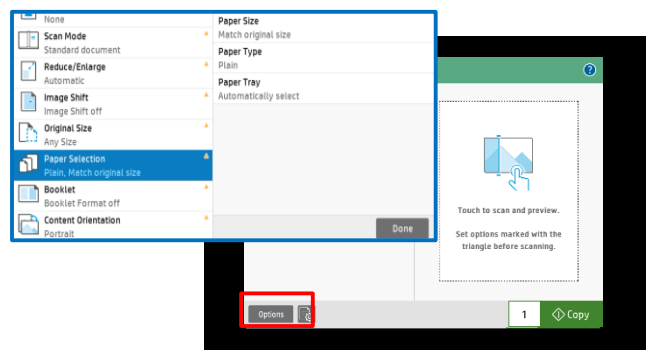 None
Scan Mode
Standard document
Reduce/Enlarge
Automatic
Image Shift
Image Shift off
Original Size
Any Size
Paper Selection
Plain, Match original size
Booklet
Booklet Format off
Content Orientation
Portrait
Paper Size
Match original size
Paper Type
Plain
Paper Tray
Automatically select
Done
?
Touch to scan and preview.
Set options marked with the
triangle before scanning.
Options
1
Copy